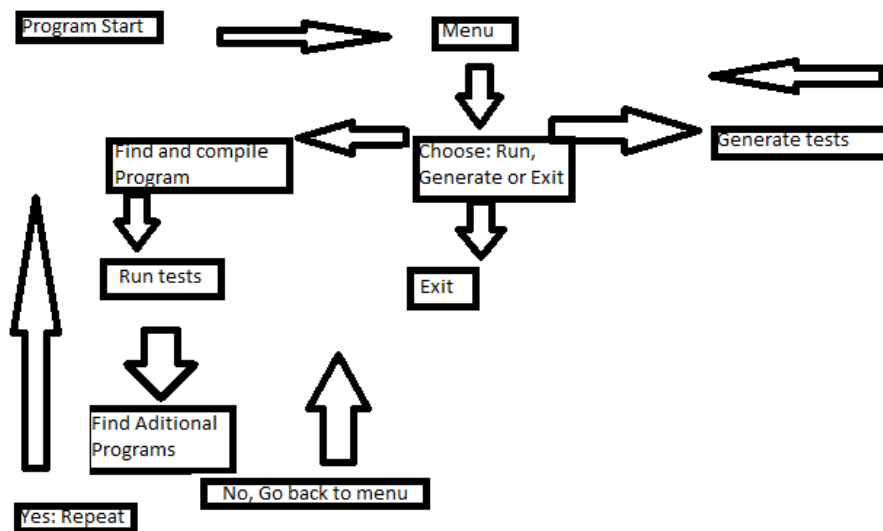 Program Start
Menu
Find and compile
Program
Choose: Run,
Generate or Exit
Generate tests
Run tests
Exit
Find Aditional
Programs
No, Go back to menu
Yes: Repeat